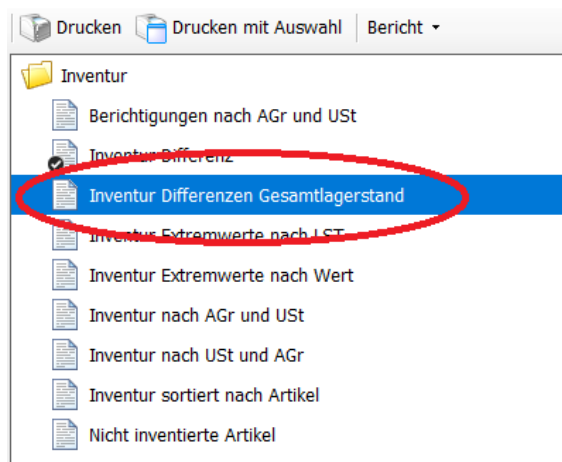 Drucken Drucken mit Auswahl Bericht
Inventur
Berichtigungen nach AGr und USt
Inventur Differenz
Inventur Differenzen Gesamtlagerstand
Inventur Extremwerte nach LST
Inventur Extremwerte nach Wert
Inventur nach AGr und USt
Inventur nach USt und AGr
Inventur sortiert nach Artikel
Nicht inventierte Artikel